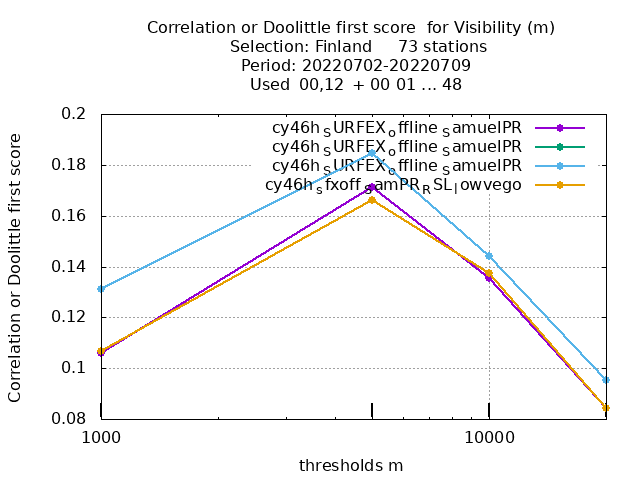 Correlation or Doolittle first score  for Visibility (m)
Selection: Finland     73 stations
Period: 20220702-20220709
Used  00,12  + 00 01 ... 48
Correlation or Doolittle first score
0.2
0.18
0.16
0.14
0.12
0.1
0.08
cy46h_SURFEX_offline_SamuelPR
cy46h_SURFEX_offline_SamuelPR
cy46h_SURFEX_offline_SamuelPR
cy46h_sfxoff_SamPR_RSL_lowvego
1000
10000
thresholds m